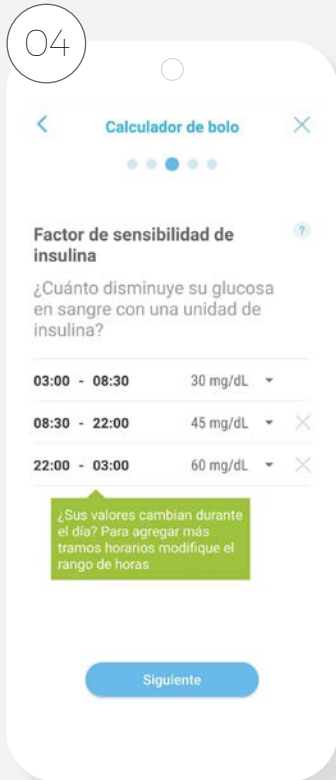 04
Calculador de bolo
Factor de sensibilidad de
insulina
?
¿Cuánto disminuye su glucosa
en sangre con una unidad de
insulina?
03:00 - 08:30 30 mg/dL
08:30 - 22:00 45 mg/dL
22:00 - 03:00 60 mg/dL
¿Sus valores cambian durante
el día? Para agregar más
tramos horarios modifique el
rango de horas
Siguiente